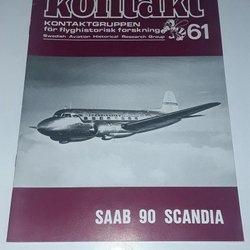 kontakt
KONTAKTGRUPPEN
för flyghistorisk forskning
Swedish Aviation Historical Research Group
61
SAAB 90 SCANDIA